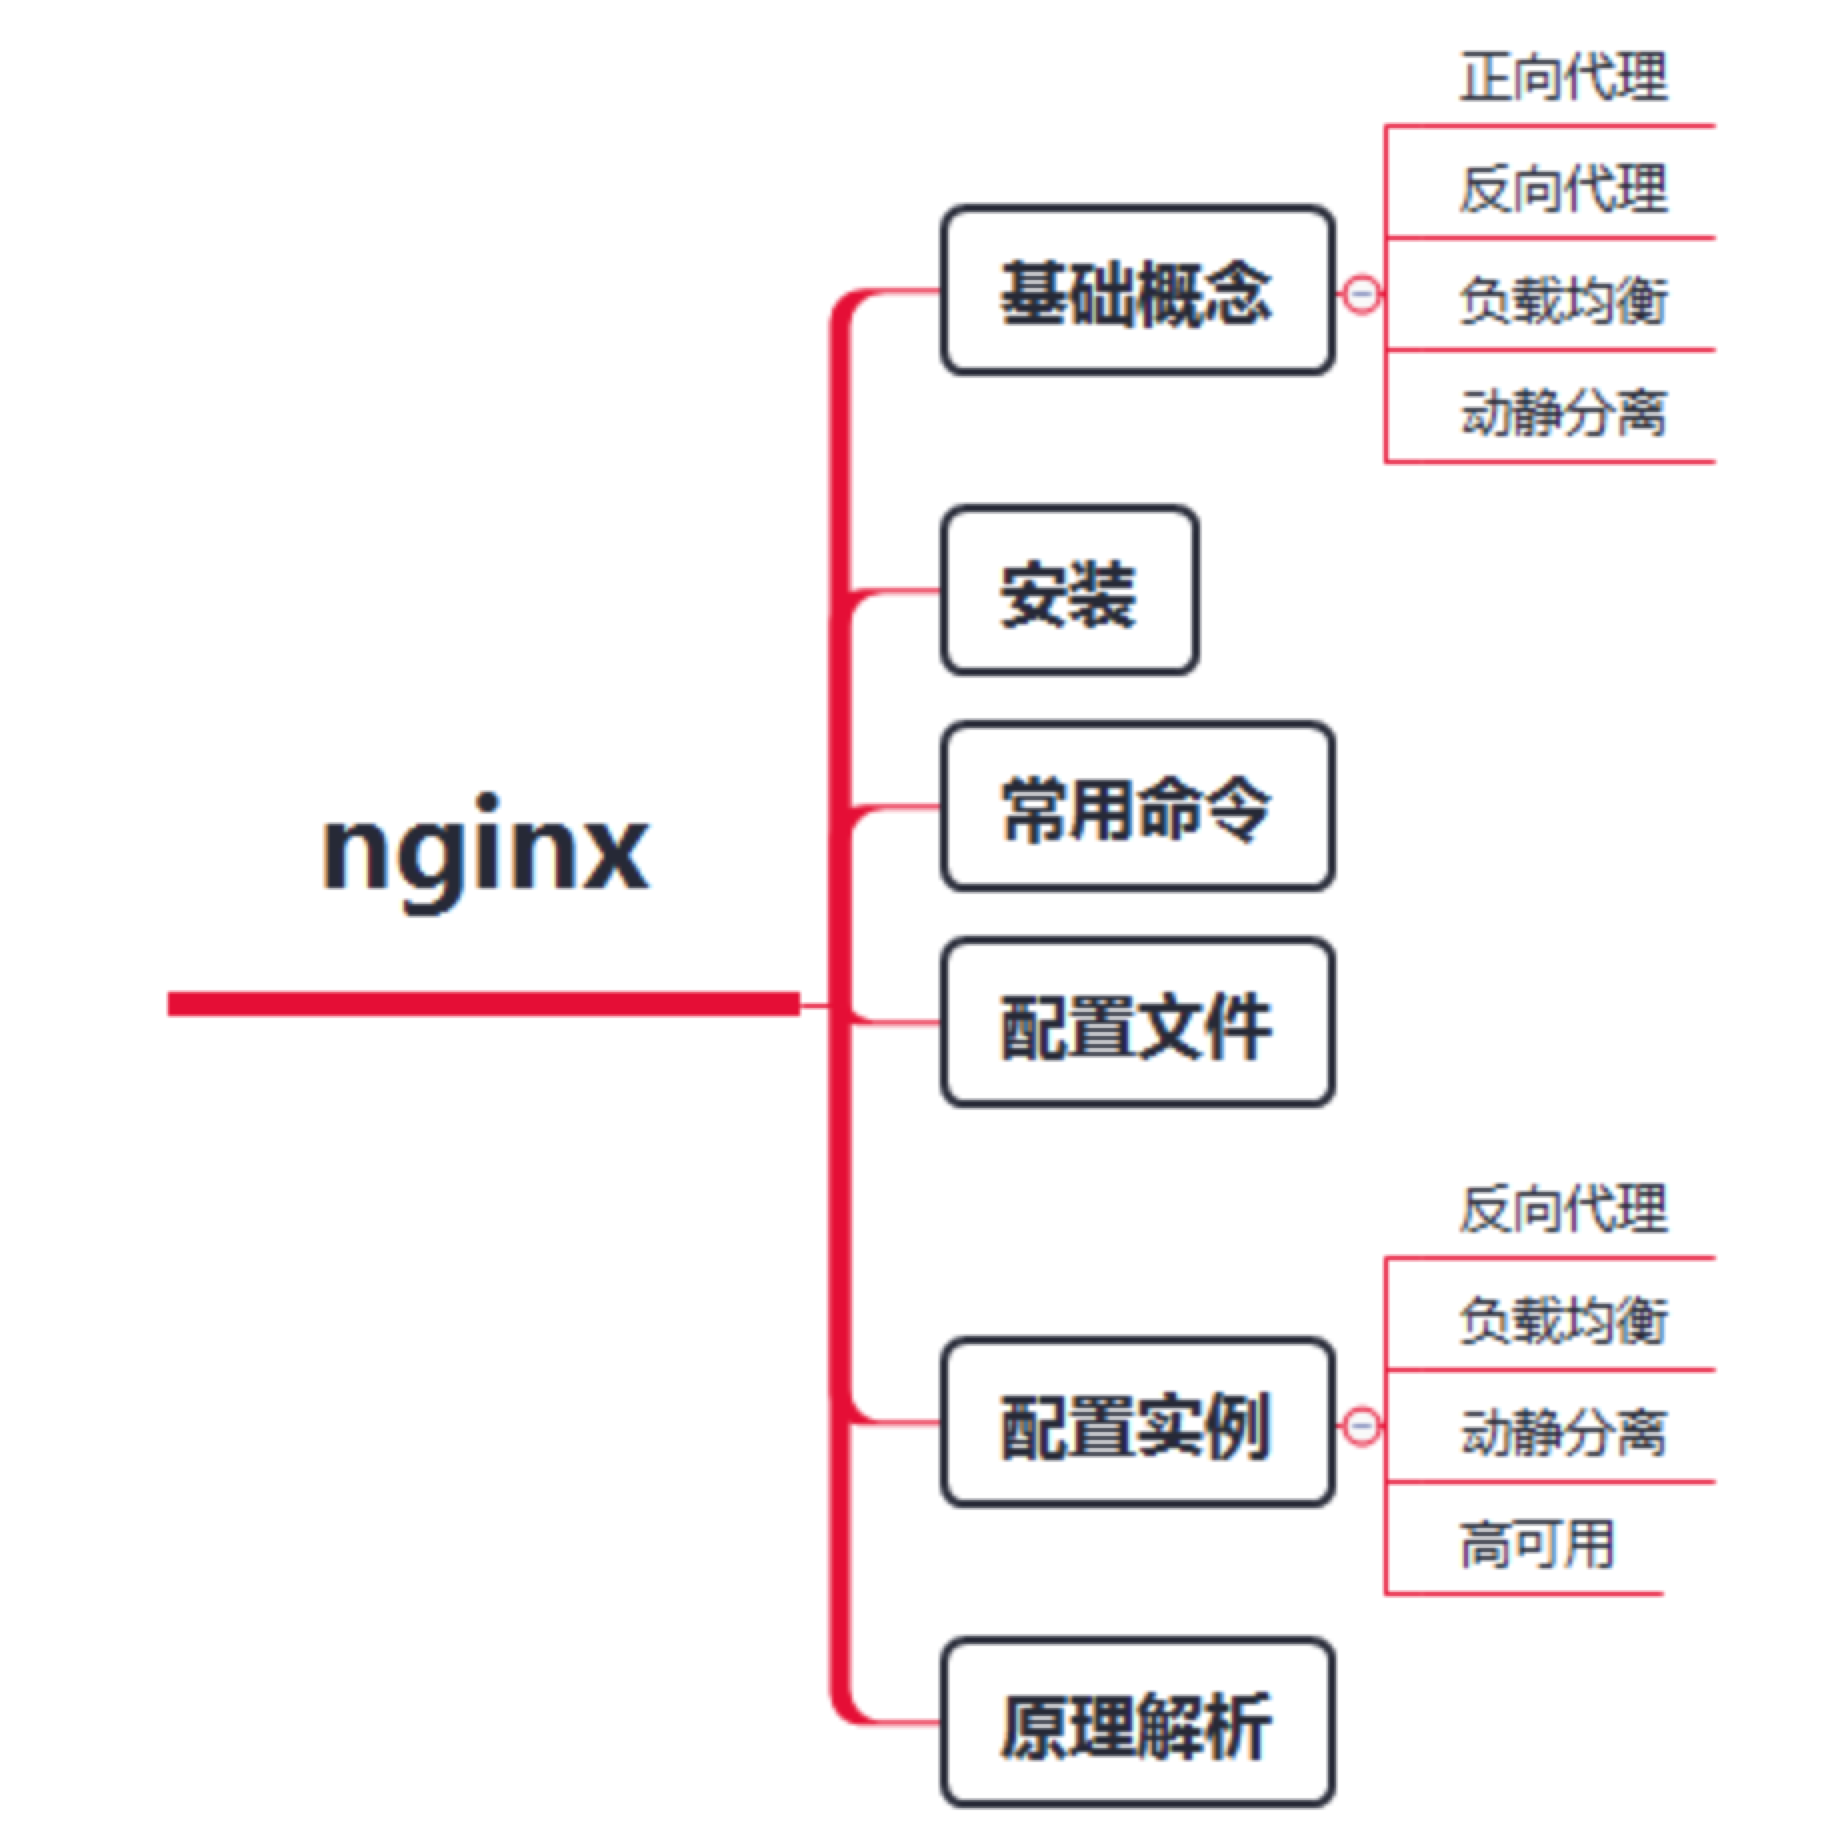 nginx
基础概念
正向代理
反向代理
负载均衡
动静分离
安装
常用命令
配置文件
配置实例
反向代理
负载均衡
动静分离
高可用
原理解析